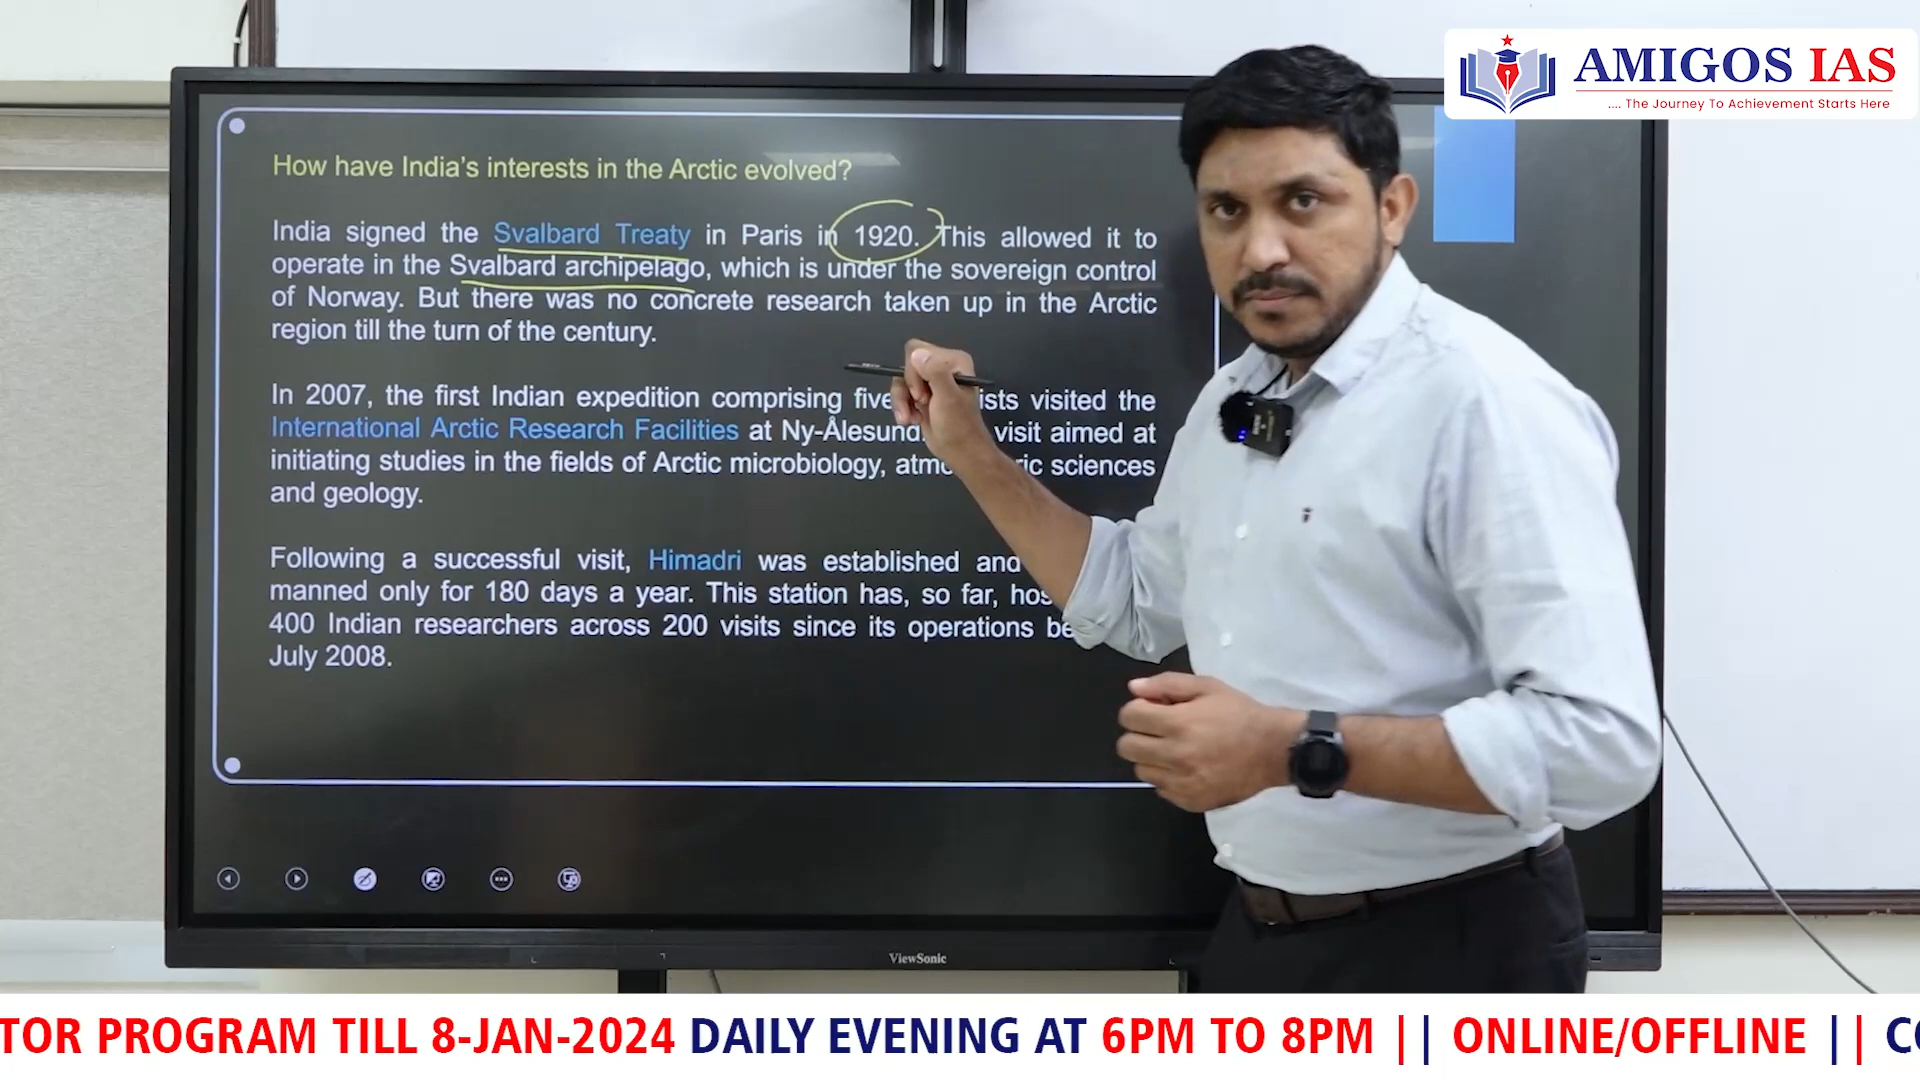 AMIGOS IAS
.... The Journey To Achievement Starts Here
How have India's interests in the Arctic evolved?
India signed the Svalbard Treaty in Paris in 1920. This allowed it to
operate in the Svalbard archipelago, which is under the sovereign control
of Norway. But there was no concrete research taken up in the Arctic
region till the turn of the century.
In 2007, the first Indian expedition comprising five visited the
International Arctic Research Facilities at Ny-Ålesund. visit aimed at
initiating studies in the fields of Arctic microbiology, sciences
and geology.
Following a successful visit, Himadri was established and
manned only for 180 days a year. This station has, so far,
400 Indian researchers across 200 visits since its operations
July 2008.
ViewSonic
TOR PROGRAM TILL 8-JAN-2024 DAILY EVENING AT 6PM TO 8PM || ONLINE/OFFLINE ||